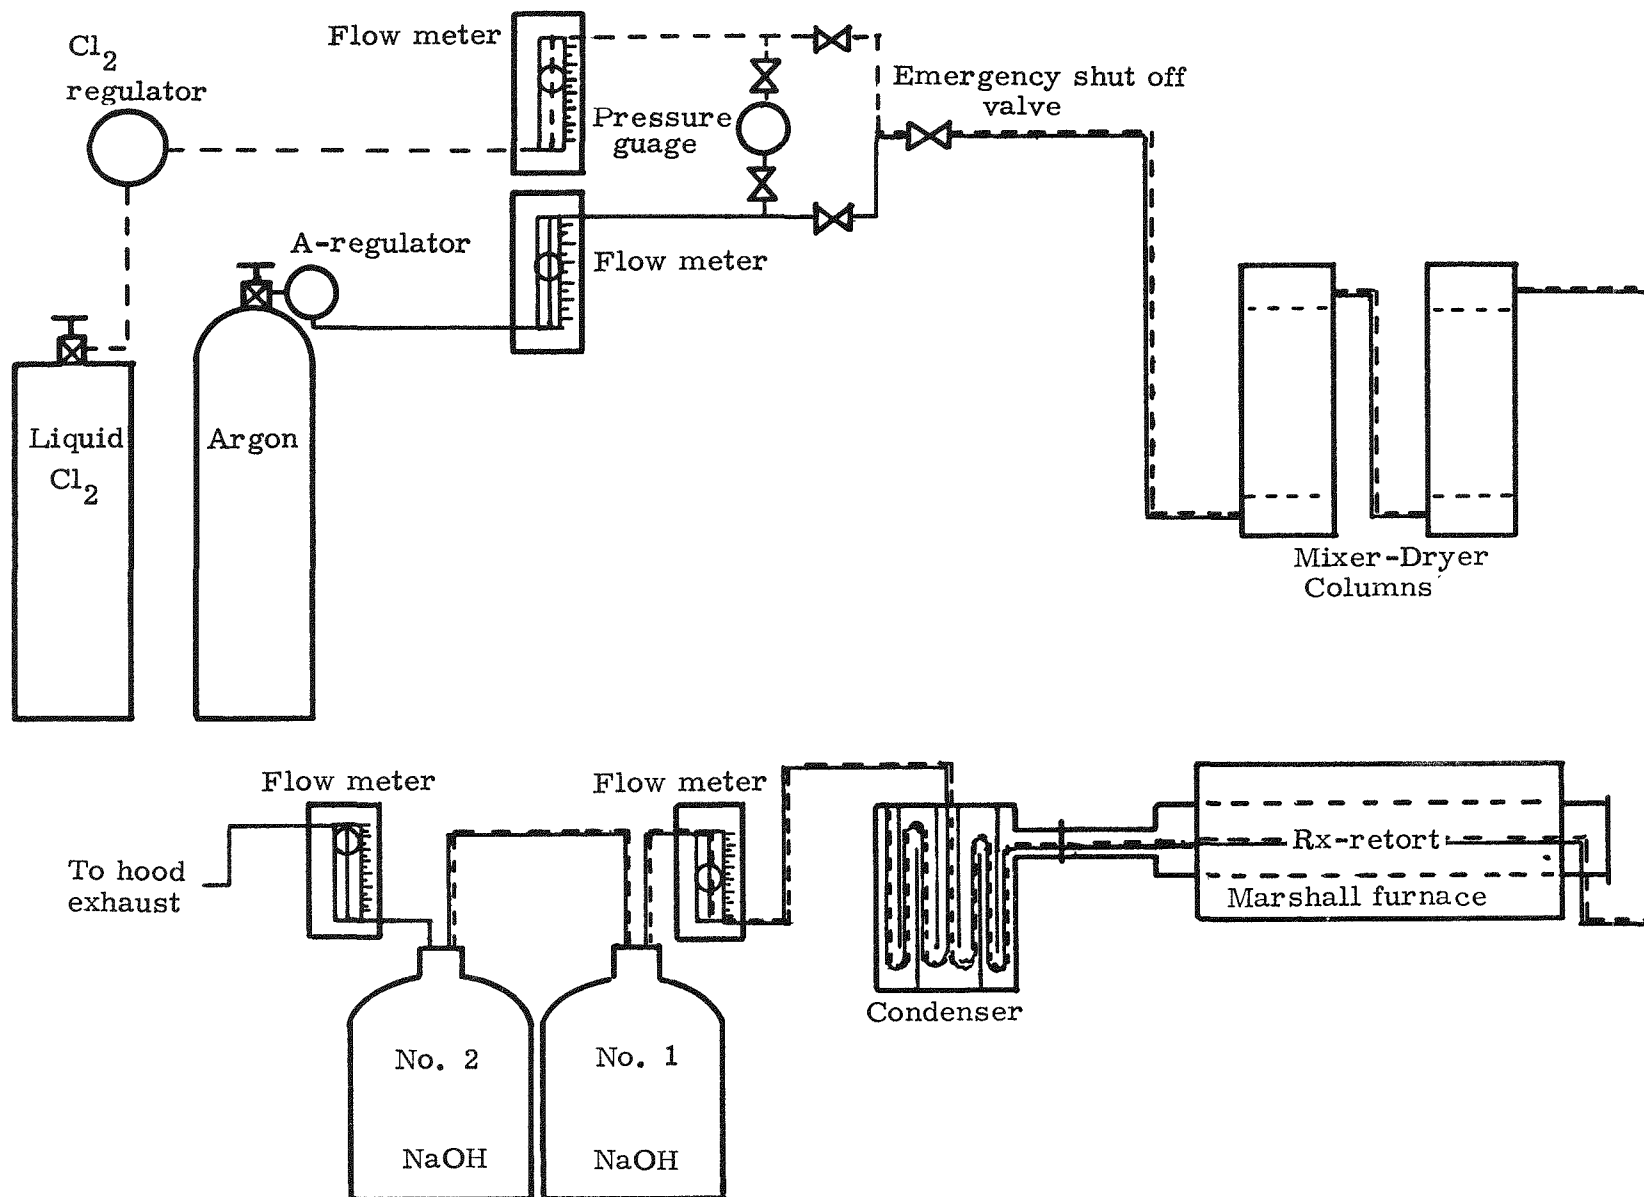 Flow meter
Cl2
regulator
Emergency shut off
valve
Pressure
guage
A-regulator
Flow meter
Liquid
Cl2
Argon
Mixer-Dryer
Columns
Flow meter
Flow meter
To hood
exhaust
Rx-retort
Marshall furnace
Condenser
No. 2
No. 1
NaOH
NaOH